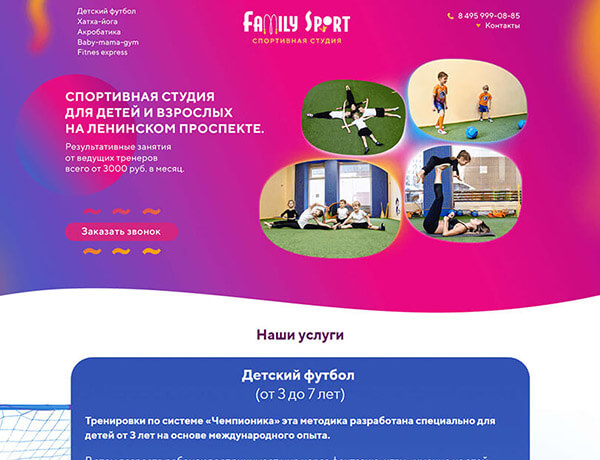 Детский футбол
Хатха-йога
Акробатика
Baby-mama-gym
Fitnes express
FAMILY SPORT
СПОРТИВНАЯ СТУДИЯ
8 495 999-08-85
Контакты
СПОРТИВНАЯ СТУДИЯ
ДЛЯ ДЕТЕЙ И ВЗРОСЛЫХ
НА ЛЕНИНСКОМ ПРОСПЕКТЕ.
Результативные занятия
от ведущих тренеров
всего от 3000 руб. в месяц.
Заказать звонок
Наши услуги
Детский футбол
(от 3 до 7 лет)
Тренировки по системе «Чемпионика» эта методика разработана специально для
детей от 3 лет на основе международного опыта.